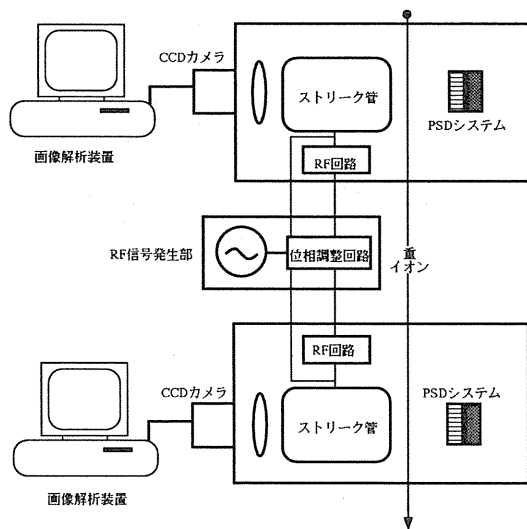 CCDカメラ
ストリーク管
PSDシステム
RF回路
画像解析装置
RF信号発生部
位相調整回路
重
イオン
RF回路
CCDカメラ
PSDシステム
ストリーク管
画像解析装置